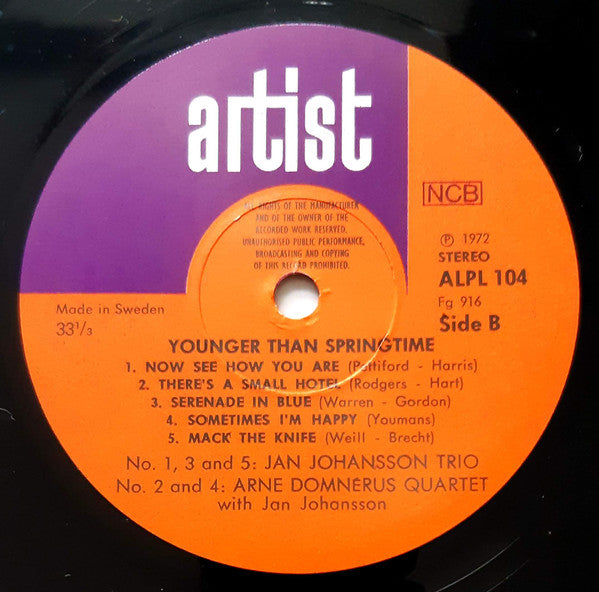 artist
ALL RIGHTS OF THE MANUFACTURER
AND OF THE OWNER OF THE
RECORDED WORK RESERVED.
UNAUTHORISED PUBLIC PERFORMANCE,
BROADCASTING AND COPYING
OF THIS RECORD PROHIBITED.
NCB
Ⓟ 1972
STEREO
ALPL 104
Fg 916
Side B
Made in Sweden
33⅓
YOUNGER THAN SPRINGTIME
1. NOW SEE HOW YOU ARE (Pettiford - Harris)
2. THERE'S A SMALL HOTEL (Rodgers - Hart)
3. SERENADE IN BLUE (Warren - Gordon)
4. SOMETIMES I'M HAPPY (Youmans)
5. MACK THE KNIFE (Weill - Brecht)
No. 1, 3 and 5: JAN JOHANSSON TRIO
No. 2 and 4: ARNE DOMNÉRUS QUARTET
with Jan Johansson